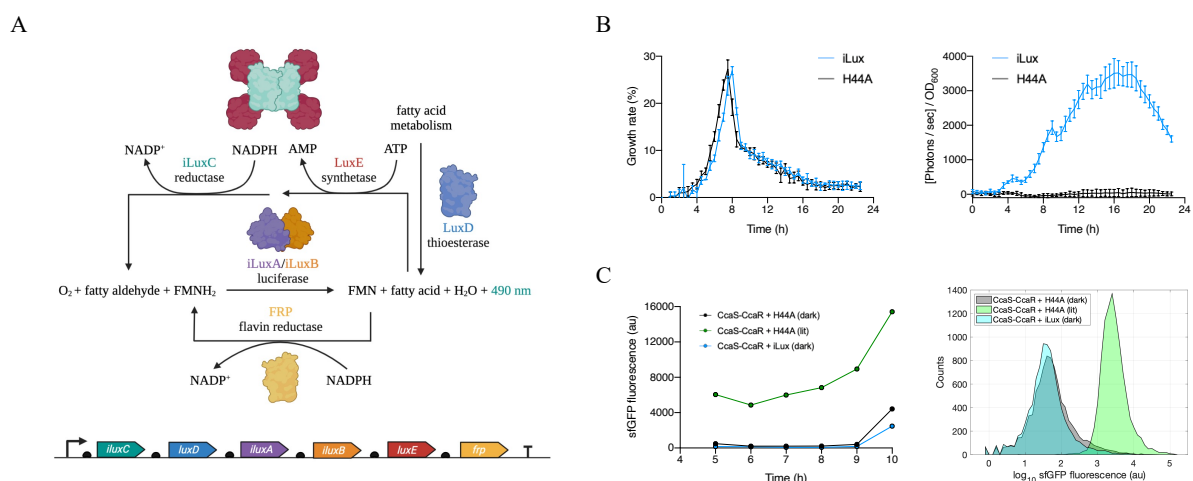 A
fatty acid
metabolism
NADP⁺
NADPH
AMP
ATP
iLuxC
reductase
LuxE
synthetase
LuxD
thioesterase
iLuxA/iLuxB
luciferase
O₂ + fatty aldehyde + FMNH₂
FMN + fatty acid + H₂O + 490 nm
FRP
flavin reductase
NADP⁺
NADPH
iluxC
luxD
iluxA
iluxB
luxE
frp
B
Growth rate (%)
30
20
10
0
0 4 8 12 16 20 24
Time (h)
iLux
H44A
[Photons / sec] / OD₆₀₀
4000
3000
2000
1000
0
0 4 8 12 16 20 24
Time (h)
iLux
H44A
C
sfGFP fluorescence (au)
16000
12000
8000
4000
0
4 5 6 7 8 9 10
Time (h)
CcaS-CcaR + H44A (dark)
CcaS-CcaR + H44A (lit)
CcaS-CcaR + iLux (dark)
Counts
1400
1200
1000
800
600
400
200
0
0 1 2 3 4 5
log₁₀ sfGFP fluorescence (au)
CcaS-CcaR + H44A (dark)
CcaS-CcaR + H44A (lit)
CcaS-CcaR + iLux (dark)